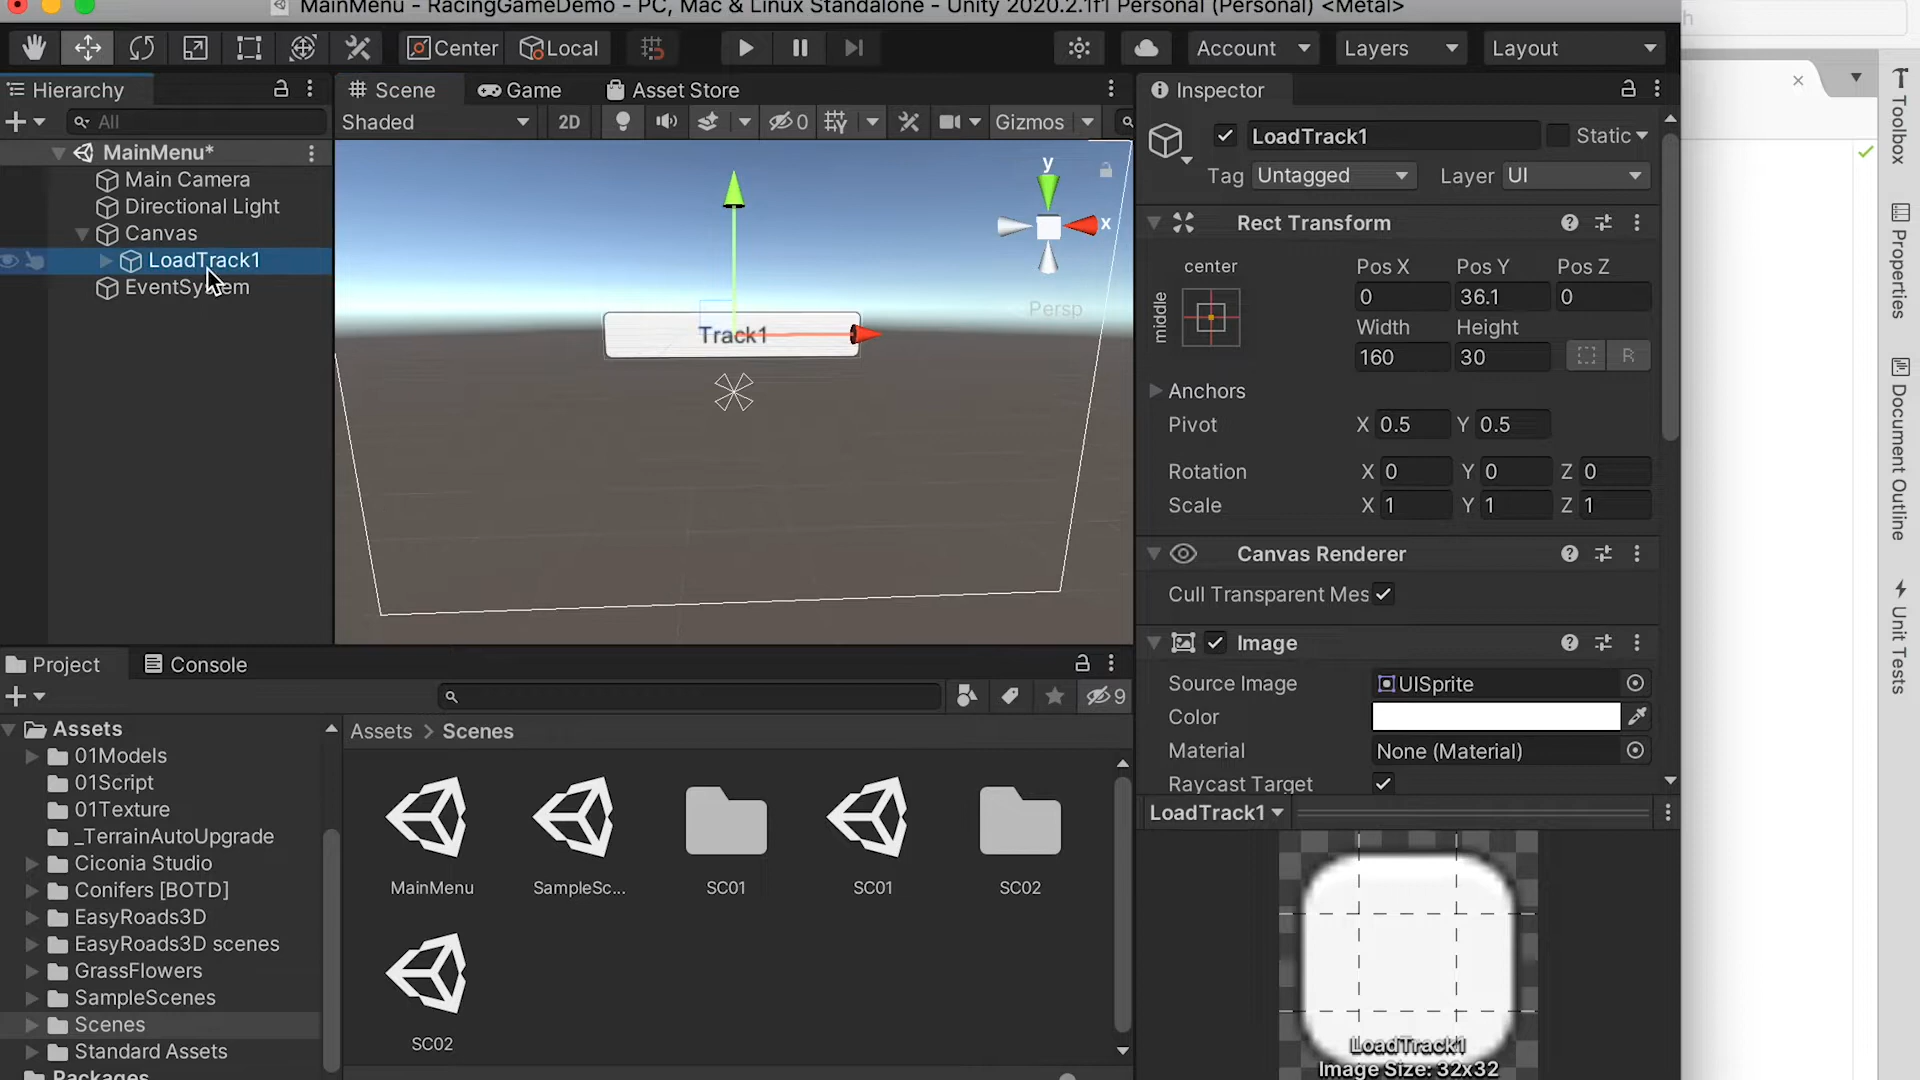 MainMenu - RacingGameDemo - PC, Mac & Linux Standalone - Unity 2020.2.1f1 Personal (Personal) <Metal>
Center
Local
Account
Layers
Layout
Hierarchy
All
MainMenu*
Main Camera
Directional Light
Canvas
LoadTrack1
EventSystem
Scene
Game
Asset Store
Shaded
2D
0
Gizmos
y
x
Persp
Track1
Inspector
LoadTrack1
Static
Tag Untagged
Layer UI
Rect Transform
center
middle
Pos X Pos Y Pos Z
0 36.1 0
Width Height
160 30
R
Anchors
Pivot X 0.5 Y 0.5
Rotation X 0 Y 0 Z 0
Scale X 1 Y 1 Z 1
Canvas Renderer
Cull Transparent Mes
Image
Source Image UISprite
Color
Material None (Material)
Raycast Target
LoadTrack1
LoadTrack1
Image Size: 32x32
Project
Console
9
Assets
01Models
01Script
01Texture
_TerrainAutoUpgrade
Ciconia Studio
Conifers [BOTD]
EasyRoads3D
EasyRoads3D scenes
GrassFlowers
SampleScenes
Scenes
Standard Assets
Packages
Assets > Scenes
MainMenu
SampleSc...
SC01
SC01
SC02
SC02
Toolbox
Properties
Document Outline
Unit Tests